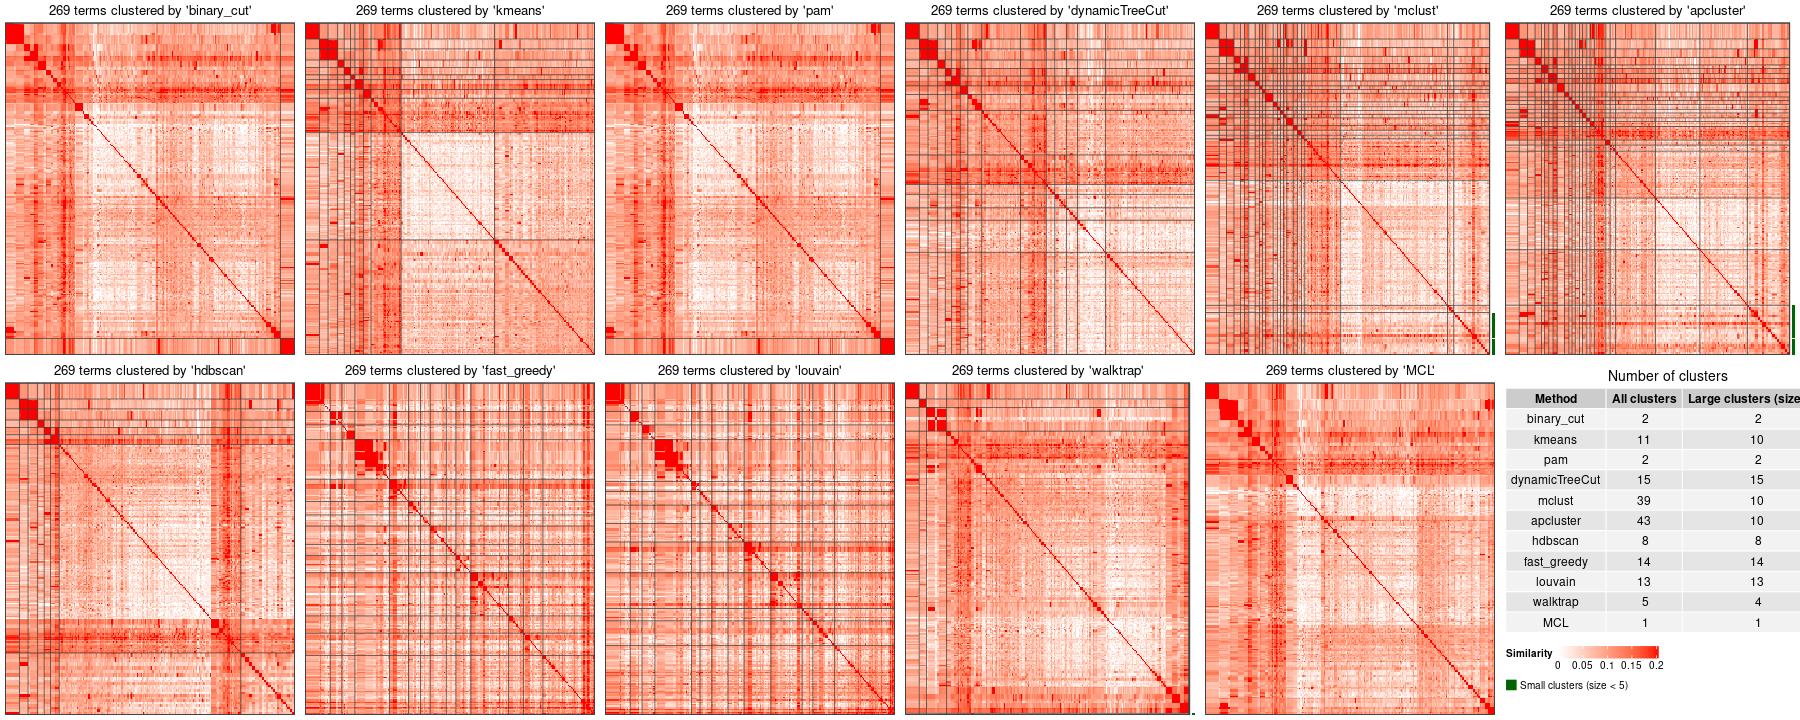 269 terms clustered by 'binary_cut'
269 terms clustered by 'kmeans'
269 terms clustered by 'pam'
269 terms clustered by 'dynamicTreeCut'
269 terms clustered by 'mclust'
269 terms clustered by 'apcluster'
269 terms clustered by 'hdbscan'
269 terms clustered by 'fast_greedy'
269 terms clustered by 'louvain'
269 terms clustered by 'walktrap'
269 terms clustered by 'MCL'
Number of clusters
Method All clusters Large clusters (size
binary_cut 2 2
kmeans 11 10
pam 2 2
dynamicTreeCut 15 15
mclust 39 10
apcluster 43 10
hdbscan 8 8
fast_greedy 14 14
louvain 13 13
walktrap 5 4
MCL 1 1
Similarity
0 0.05 0.1 0.15 0.2
Small clusters (size < 5)